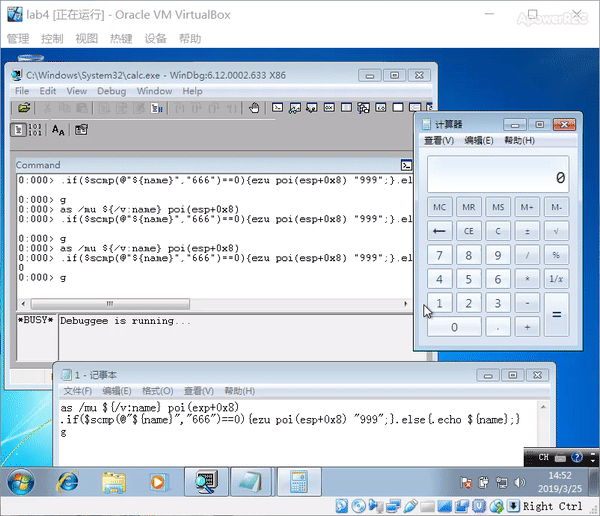 lab4 [正在运行] - Oracle VM VirtualBox
ApowerREC
管理 控制 视图 热键 设备 帮助
C:\Windows\System32\calc.exe - WinDbg:6.12.0002.633 X86
File Edit View Debug Window Help
Command
0:000> .if($scmp(@"${name}","666")==0){ezu poi(esp+0x8) "999";}.els
0:000> g
0:000> as /mu ${/v:name} poi(esp+0x8)
0:000> .if($scmp(@"${name}","666")==0){ezu poi(esp+0x8) "999";}.els
0:000> g
0:000> as /mu ${/v:name} poi(esp+0x8)
0:000> .if($scmp(@"${name}","666")==0){ezu poi(esp+0x8) "999";}.els
0
0:000> g
*BUSY* Debuggee is running...
计算器
查看(V) 编辑(E) 帮助(H)
0
MC MR MS M+ M-
← CE C ± √
7 8 9 / %
4 5 6 * 1/x
1 2 3 - =
0 . +
1 - 记事本
文件(F) 编辑(E) 格式(O) 查看(V) 帮助(H)
as /mu ${/v:name} poi(exp+0x8)
.if($scmp(@"${name}","666")==0){ezu poi(esp+0x8) "999";}.else{.echo ${name};}
g
CH
14:52
2019/3/25
Right Ctrl